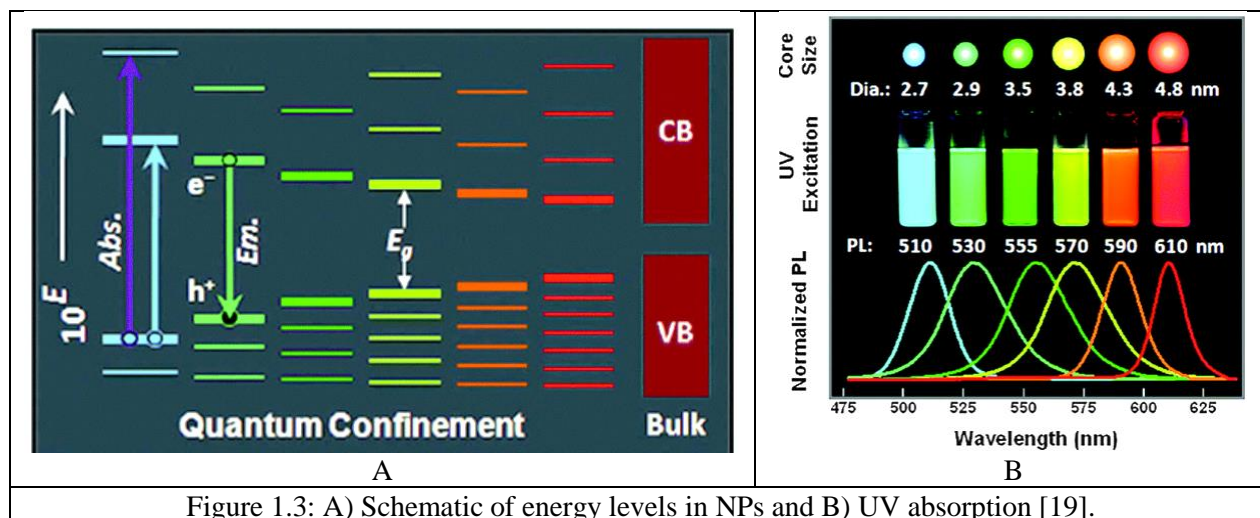 10^E
Abs.
e⁻
h⁺
Em.
E_g
CB
VB
Quantum Confinement
Bulk
A
Core
Size
Dia.: 2.7 2.9 3.5 3.8 4.3 4.8 nm
UV
Excitation
PL: 510 530 555 570 590 610 nm
Normalized PL
475 500 525 550 575 600 625
Wavelength (nm)
B
Figure 1.3: A) Schematic of energy levels in NPs and B) UV absorption [19].